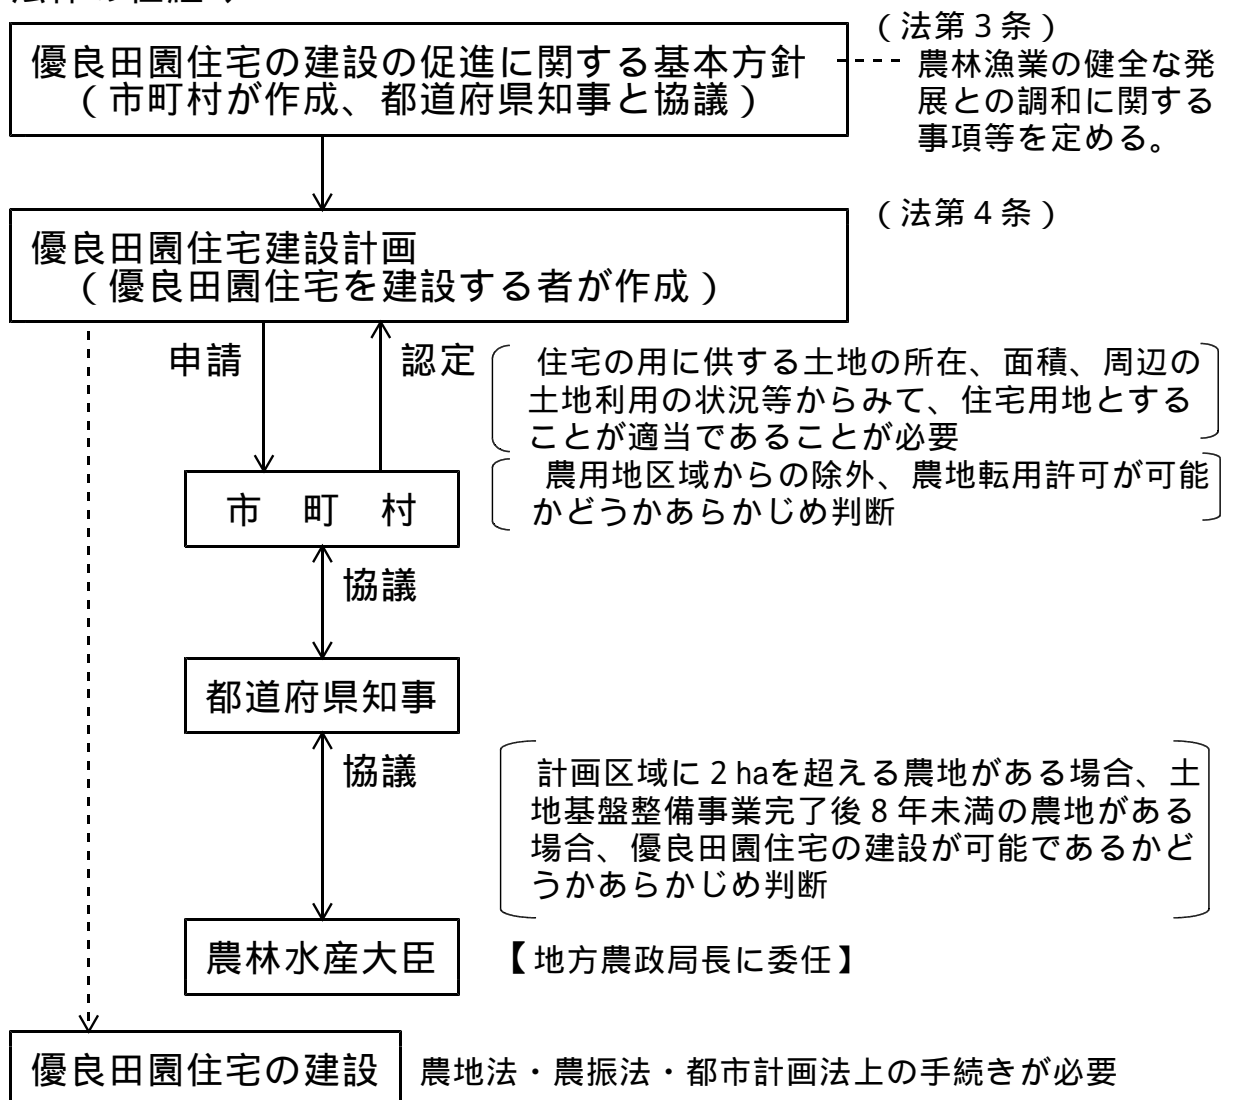 優良田園住宅の建設の促進に関する基本方針
（市町村が作成、都道府県知事と協議）
（法第３条）
農林漁業の健全な発
展との調和に関する
事項等を定める。
（法第４条）
優良田園住宅建設計画
（優良田園住宅を建設する者が作成）
申請
認定
住宅の用に供する土地の所在、面積、周辺の
土地利用の状況等からみて、住宅用地とする
ことが適当であることが必要
農用地区域からの除外、農地転用許可が可能
かどうかあらかじめ判断
市　町　村
協議
都道府県知事
協議
計画区域に２haを超える農地がある場合、土
地基盤整備事業完了後８年未満の農地がある
場合、優良田園住宅の建設が可能であるかど
うかあらかじめ判断
農林水産大臣
【地方農政局長に委任】
優良田園住宅の建設
農地法・農振法・都市計画法上の手続きが必要